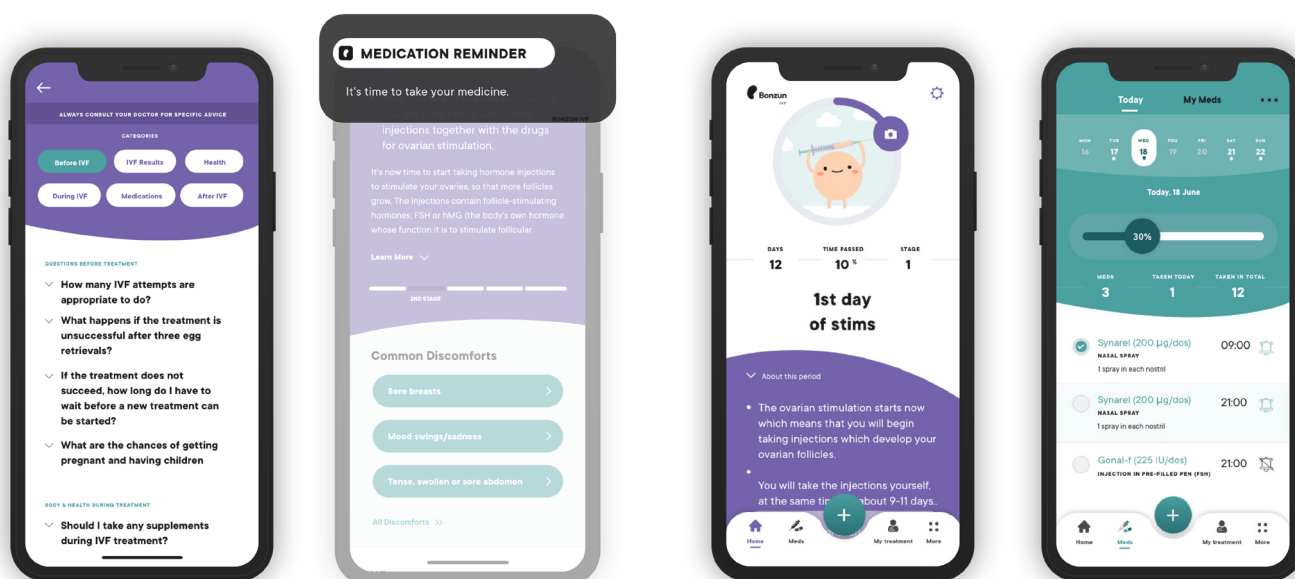 ALWAYS CONSULT YOUR DOCTOR FOR SPECIFIC ADVICE
CATEGORIES
Before IVF
IVF Results
Health
During IVF
Medications
After IVF
QUESTIONS BEFORE TREATMENT
How many IVF attempts are
appropriate to do?
What happens if the treatment is
unsuccessful after three egg
retrievals?
If the treatment does not
succeed, how long do I have to
wait before a new treatment can
be started?
What are the chances of getting
pregnant and having children
BODY & HEALTH DURING TREATMENT
Should I take any supplements
during IVF treatment?
MEDICATION REMINDER
It's time to take your medicine.
BONZUN IVF
injections together with the drugs
for ovarian stimulation.
It's now time to start taking hormone injections
to stimulate your ovaries, so that more follicles
grow. The injections contain follicle-stimulating
hormones, FSH or hMG (the body's own hormone
whose function it is to stimulate follicular
Learn More
2ND STAGE
Common Discomforts
Sore breasts
Mood swings/sadness
Tense, swollen or sore abdomen
All Discomforts >>
Bonzun
IVF
DAYS
12
TIME PASSED
10 %
STAGE
1
1st day
of stims
About this period
• The ovarian stimulation starts now
which means that you will begin
taking injections which develop your
ovarian follicles.
•
You will take the injections yourself,
at the same about 9-11 days..
+
Home
Meds
My treatment
More
Today
My Meds
MON TUE WED THU FRI SAT SUN
16 17 18 19 20 21 22
Today, 18 June
30%
MEDS
3
TAKEN TODAY
1
TAKEN IN TOTAL
12
Synarel (200 µg/dos) 09:00
NASAL SPRAY
1 spray in each nostril
Synarel (200 µg/dos) 21:00
NASAL SPRAY
1 spray in each nostril
Gonal-f (225 IU/dos) 21:00
INJECTION IN PRE-FILLED PEN (FSH)
+
Home
Meds
My treatment
More